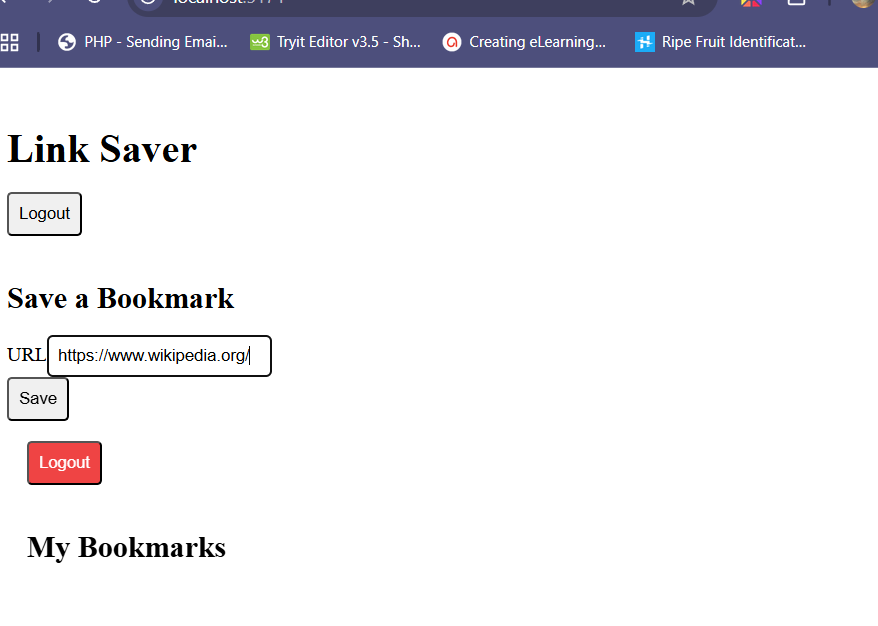 PHP - Sending Emai... Tryit Editor v3.5 - Sh... Creating eLearning... Ripe Fruit Identificat...
Link Saver
Logout
Save a Bookmark
URL https://www.wikipedia.org/
Save
Logout
My Bookmarks